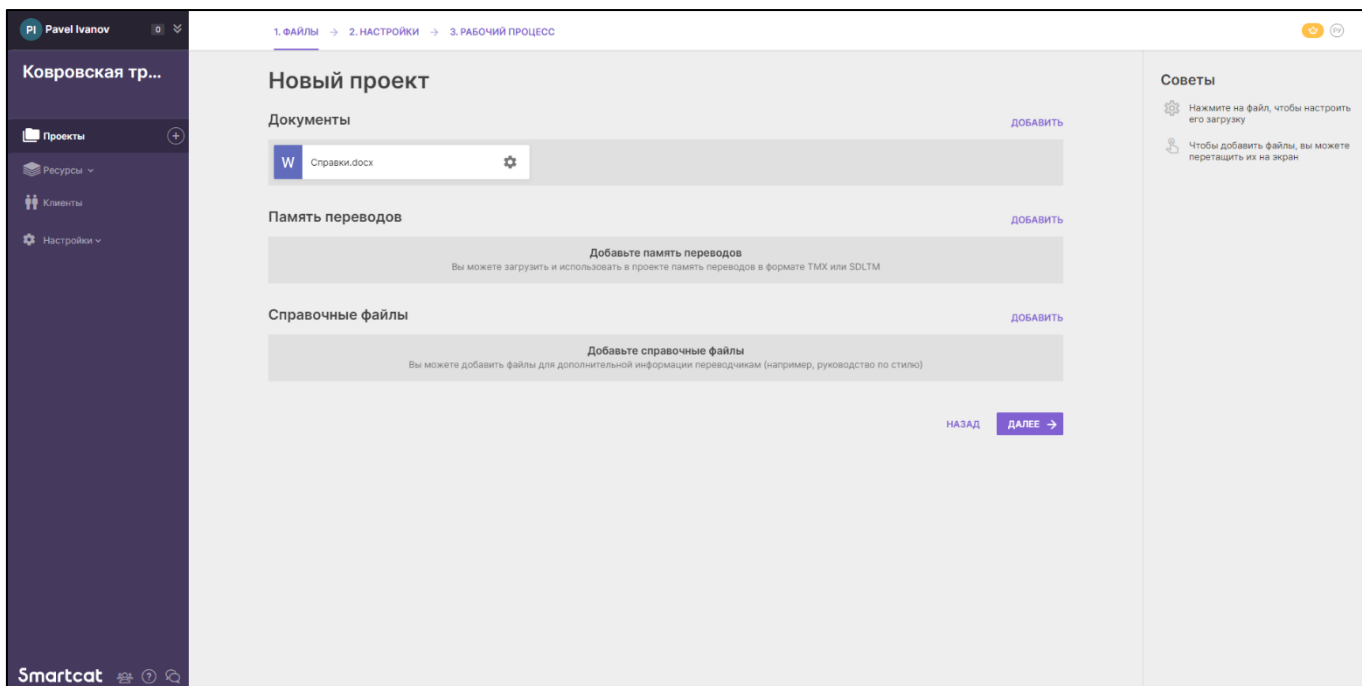 PI Pavel Ivanov 0
1. ФАЙЛЫ → 2. НАСТРОЙКИ → 3. РАБОЧИЙ ПРОЦЕСС
РУ
Ковровская тр...
Проекты
Ресурсы
Клиенты
Настройки
Новый проект
Документы
ДОБАВИТЬ
W Справки.docx
Память переводов
ДОБАВИТЬ
Добавьте память переводов
Вы можете загрузить и использовать в проекте память переводов в формате TMX или SDLTM
Справочные файлы
ДОБАВИТЬ
Добавьте справочные файлы
Вы можете добавить файлы для дополнительной информации переводчикам (например, руководство по стилю)
НАЗАД
ДАЛЕЕ →
Советы
Нажмите на файл, чтобы настроить
его загрузку
Чтобы добавить файлы, вы можете
перетащить их на экран
Smartcat ?